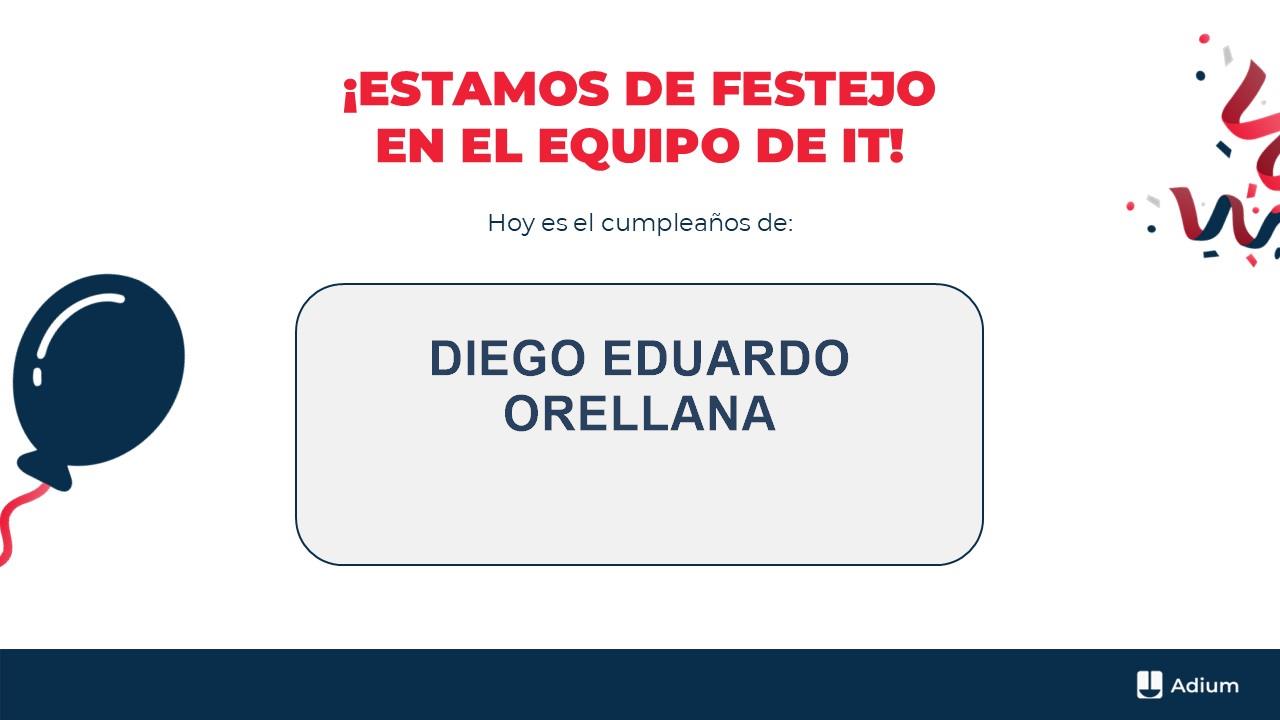 ¡ESTAMOS DE FESTEJO
EN EL EQUIPO DE IT!
Hoy es el cumpleaños de:
DIEGO EDUARDO
ORELLANA
Adium